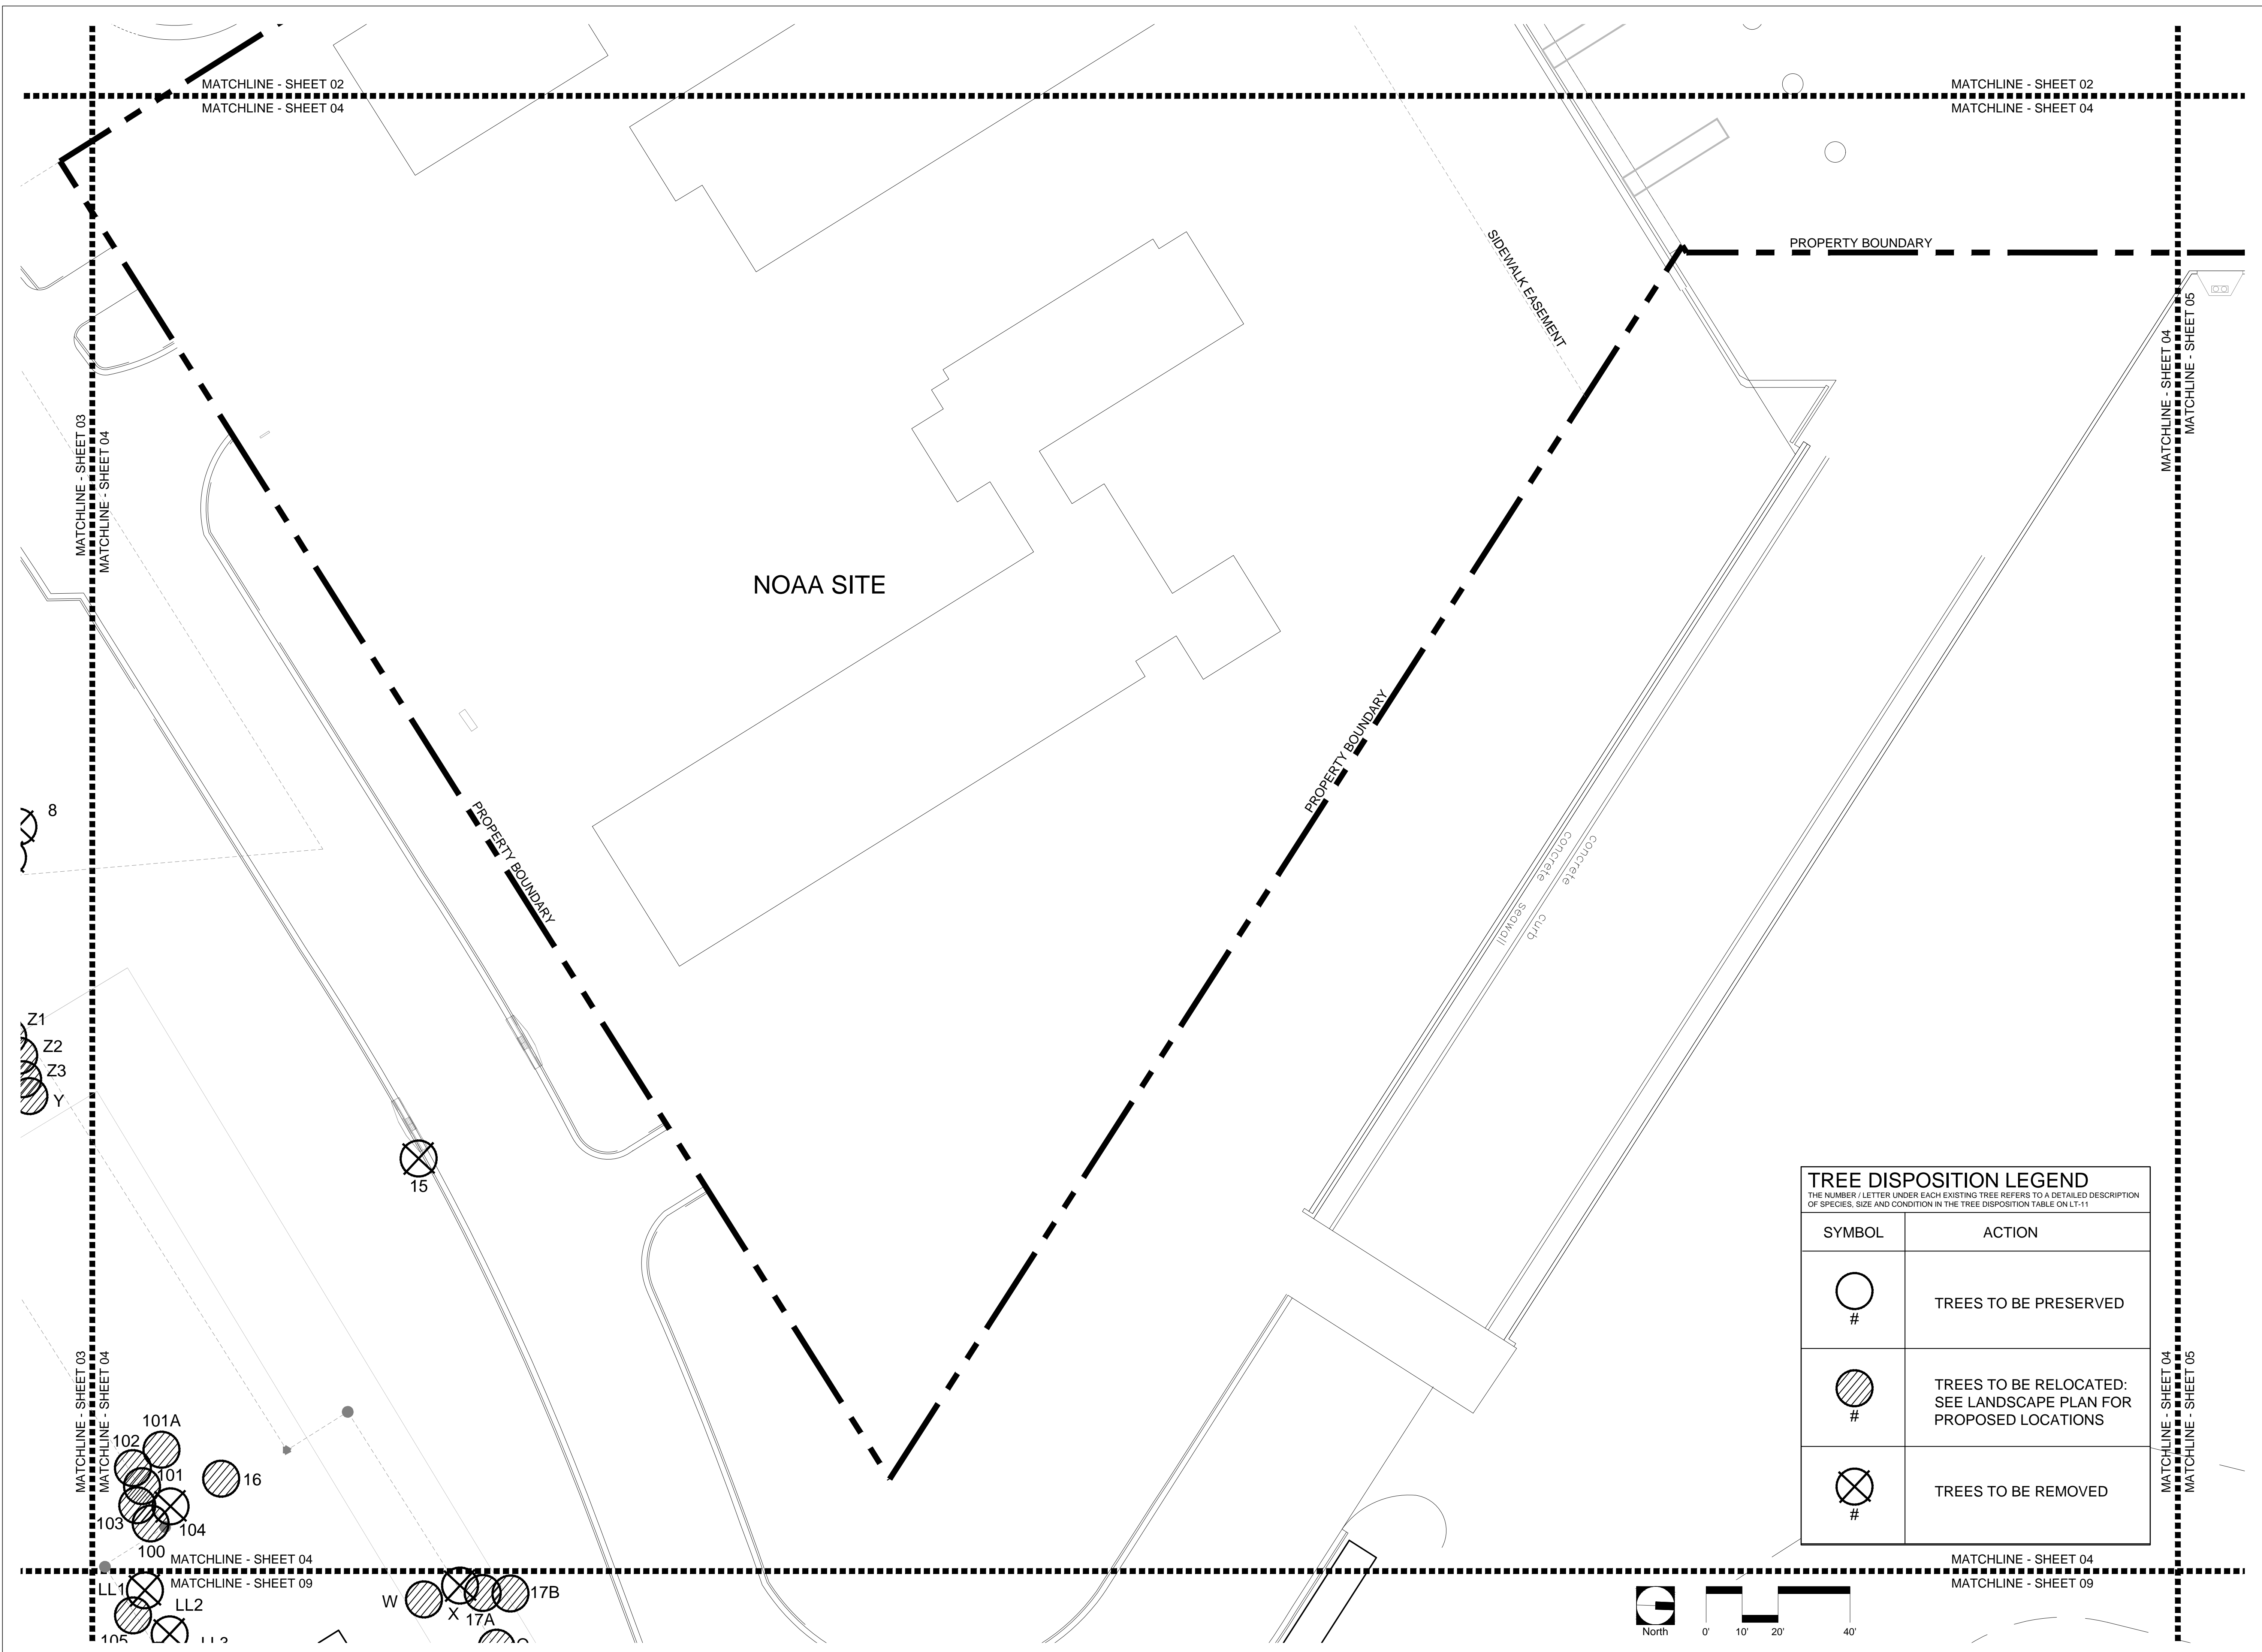 MATCHLINE - SHEET 02
MATCHLINE - SHEET 04
MATCHLINE - SHEET 02
MATCHLINE - SHEET 04
PROPERTY BOUNDARY
SIDEWALK EASEMENT
MATCHLINE - SHEET 04
MATCHLINE - SHEET 05
MATCHLINE - SHEET 03
MATCHLINE - SHEET 04
NOAA SITE
PROPERTY BOUNDARY
PROPERTY BOUNDARY
8
concrete seawall
concrete curb
Z1
Z2
Z3
Y
15
TREE DISPOSITION LEGEND
THE NUMBER / LETTER UNDER EACH EXISTING TREE REFERS TO A DETAILED DESCRIPTION
OF SPECIES, SIZE AND CONDITION IN THE TREE DISPOSITION TABLE ON LT-11
SYMBOL ACTION
# TREES TO BE PRESERVED
# TREES TO BE RELOCATED:
SEE LANDSCAPE PLAN FOR
PROPOSED LOCATIONS
# TREES TO BE REMOVED
MATCHLINE - SHEET 03
MATCHLINE - SHEET 04
MATCHLINE - SHEET 04
MATCHLINE - SHEET 05
101A
102
101
16
103
104
100
MATCHLINE - SHEET 04
MATCHLINE - SHEET 09
MATCHLINE - SHEET 04
MATCHLINE - SHEET 09
LL1
LL2
105
W
X
17A
17B
North
0' 10' 20' 40'